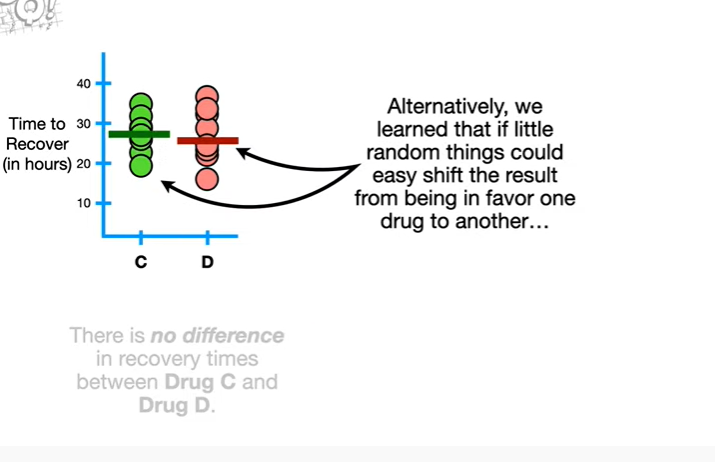 40
Time to
Recover
(in hours)
30
20
10
C
D
Alternatively, we
learned that if little
random things could
easy shift the result
from being in favor one
drug to another...
There is no difference
in recovery times
between Drug C and
Drug D.